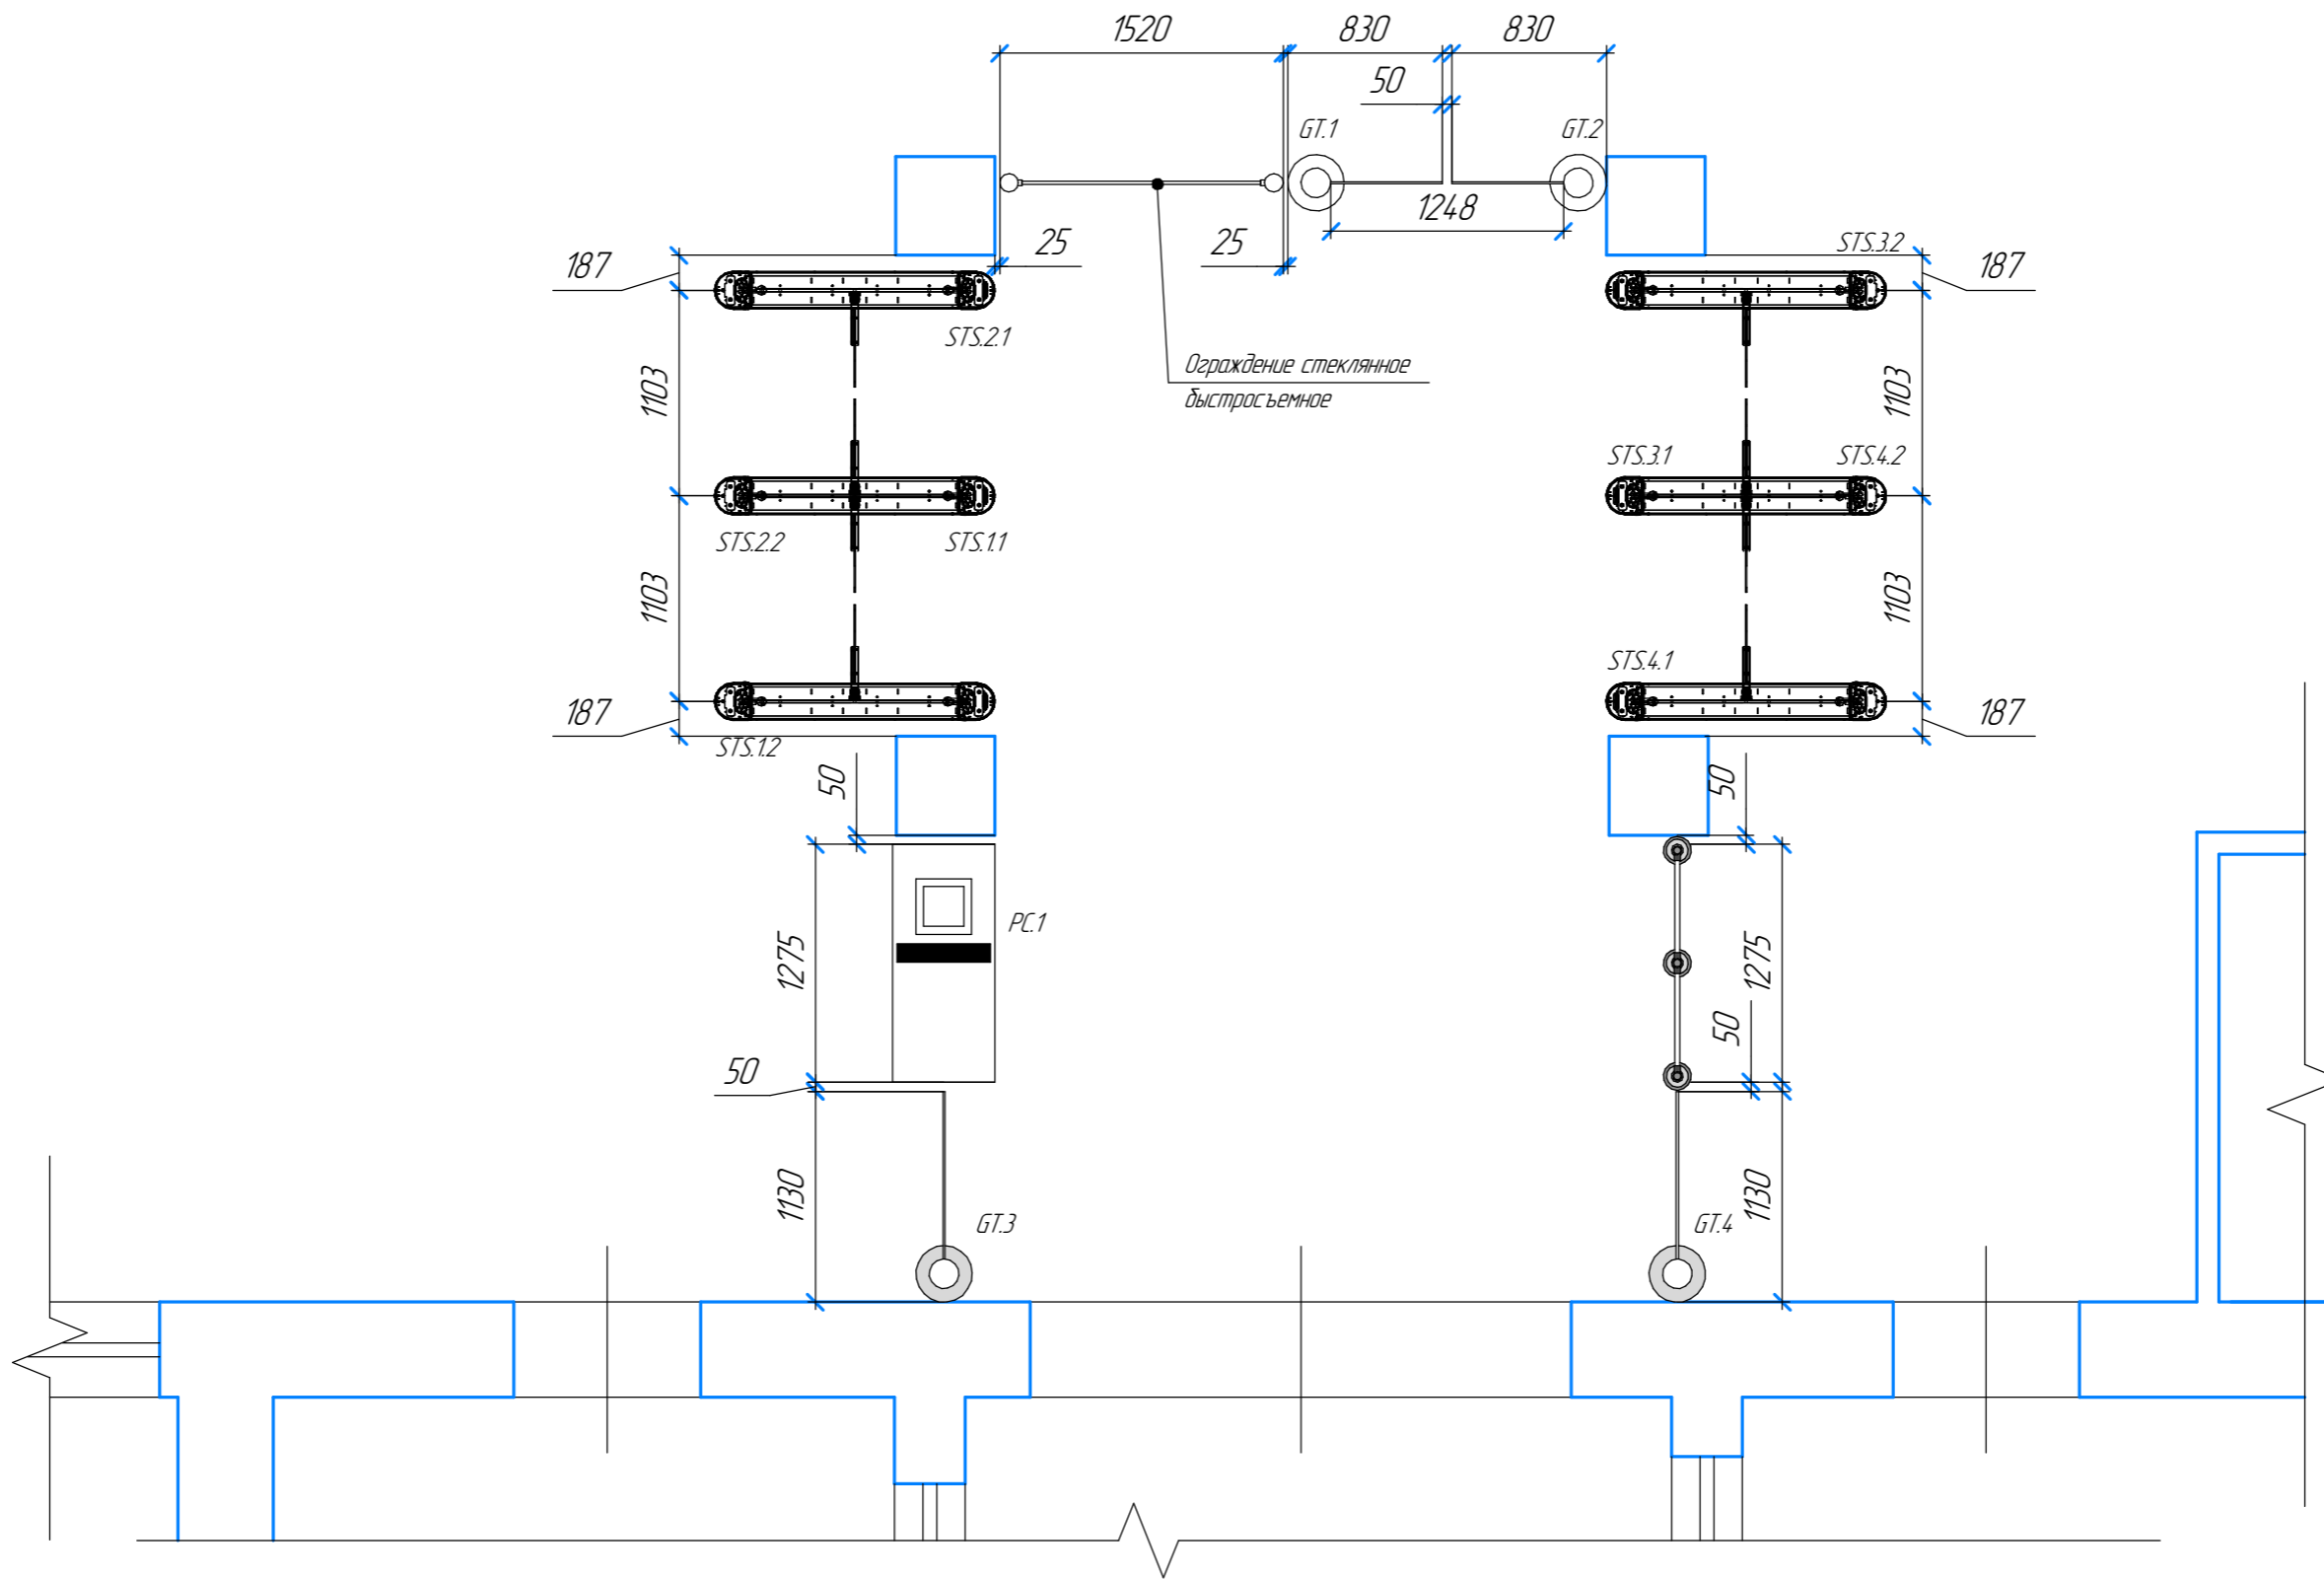 1520
830
830
50
GT.1
GT.2
1248
STS.3.2
187
25
25
187
STS.2.1
Ограждение стеклянное
быстросъемное
1103
1103
STS.3.1
STS.4.2
STS.2.2
STS.1.1
1103
1103
STS.4.1
187
STS.1.2
187
50
50
PC.1
1275
1275
50
50
1130
1130
GT.3
GT.4